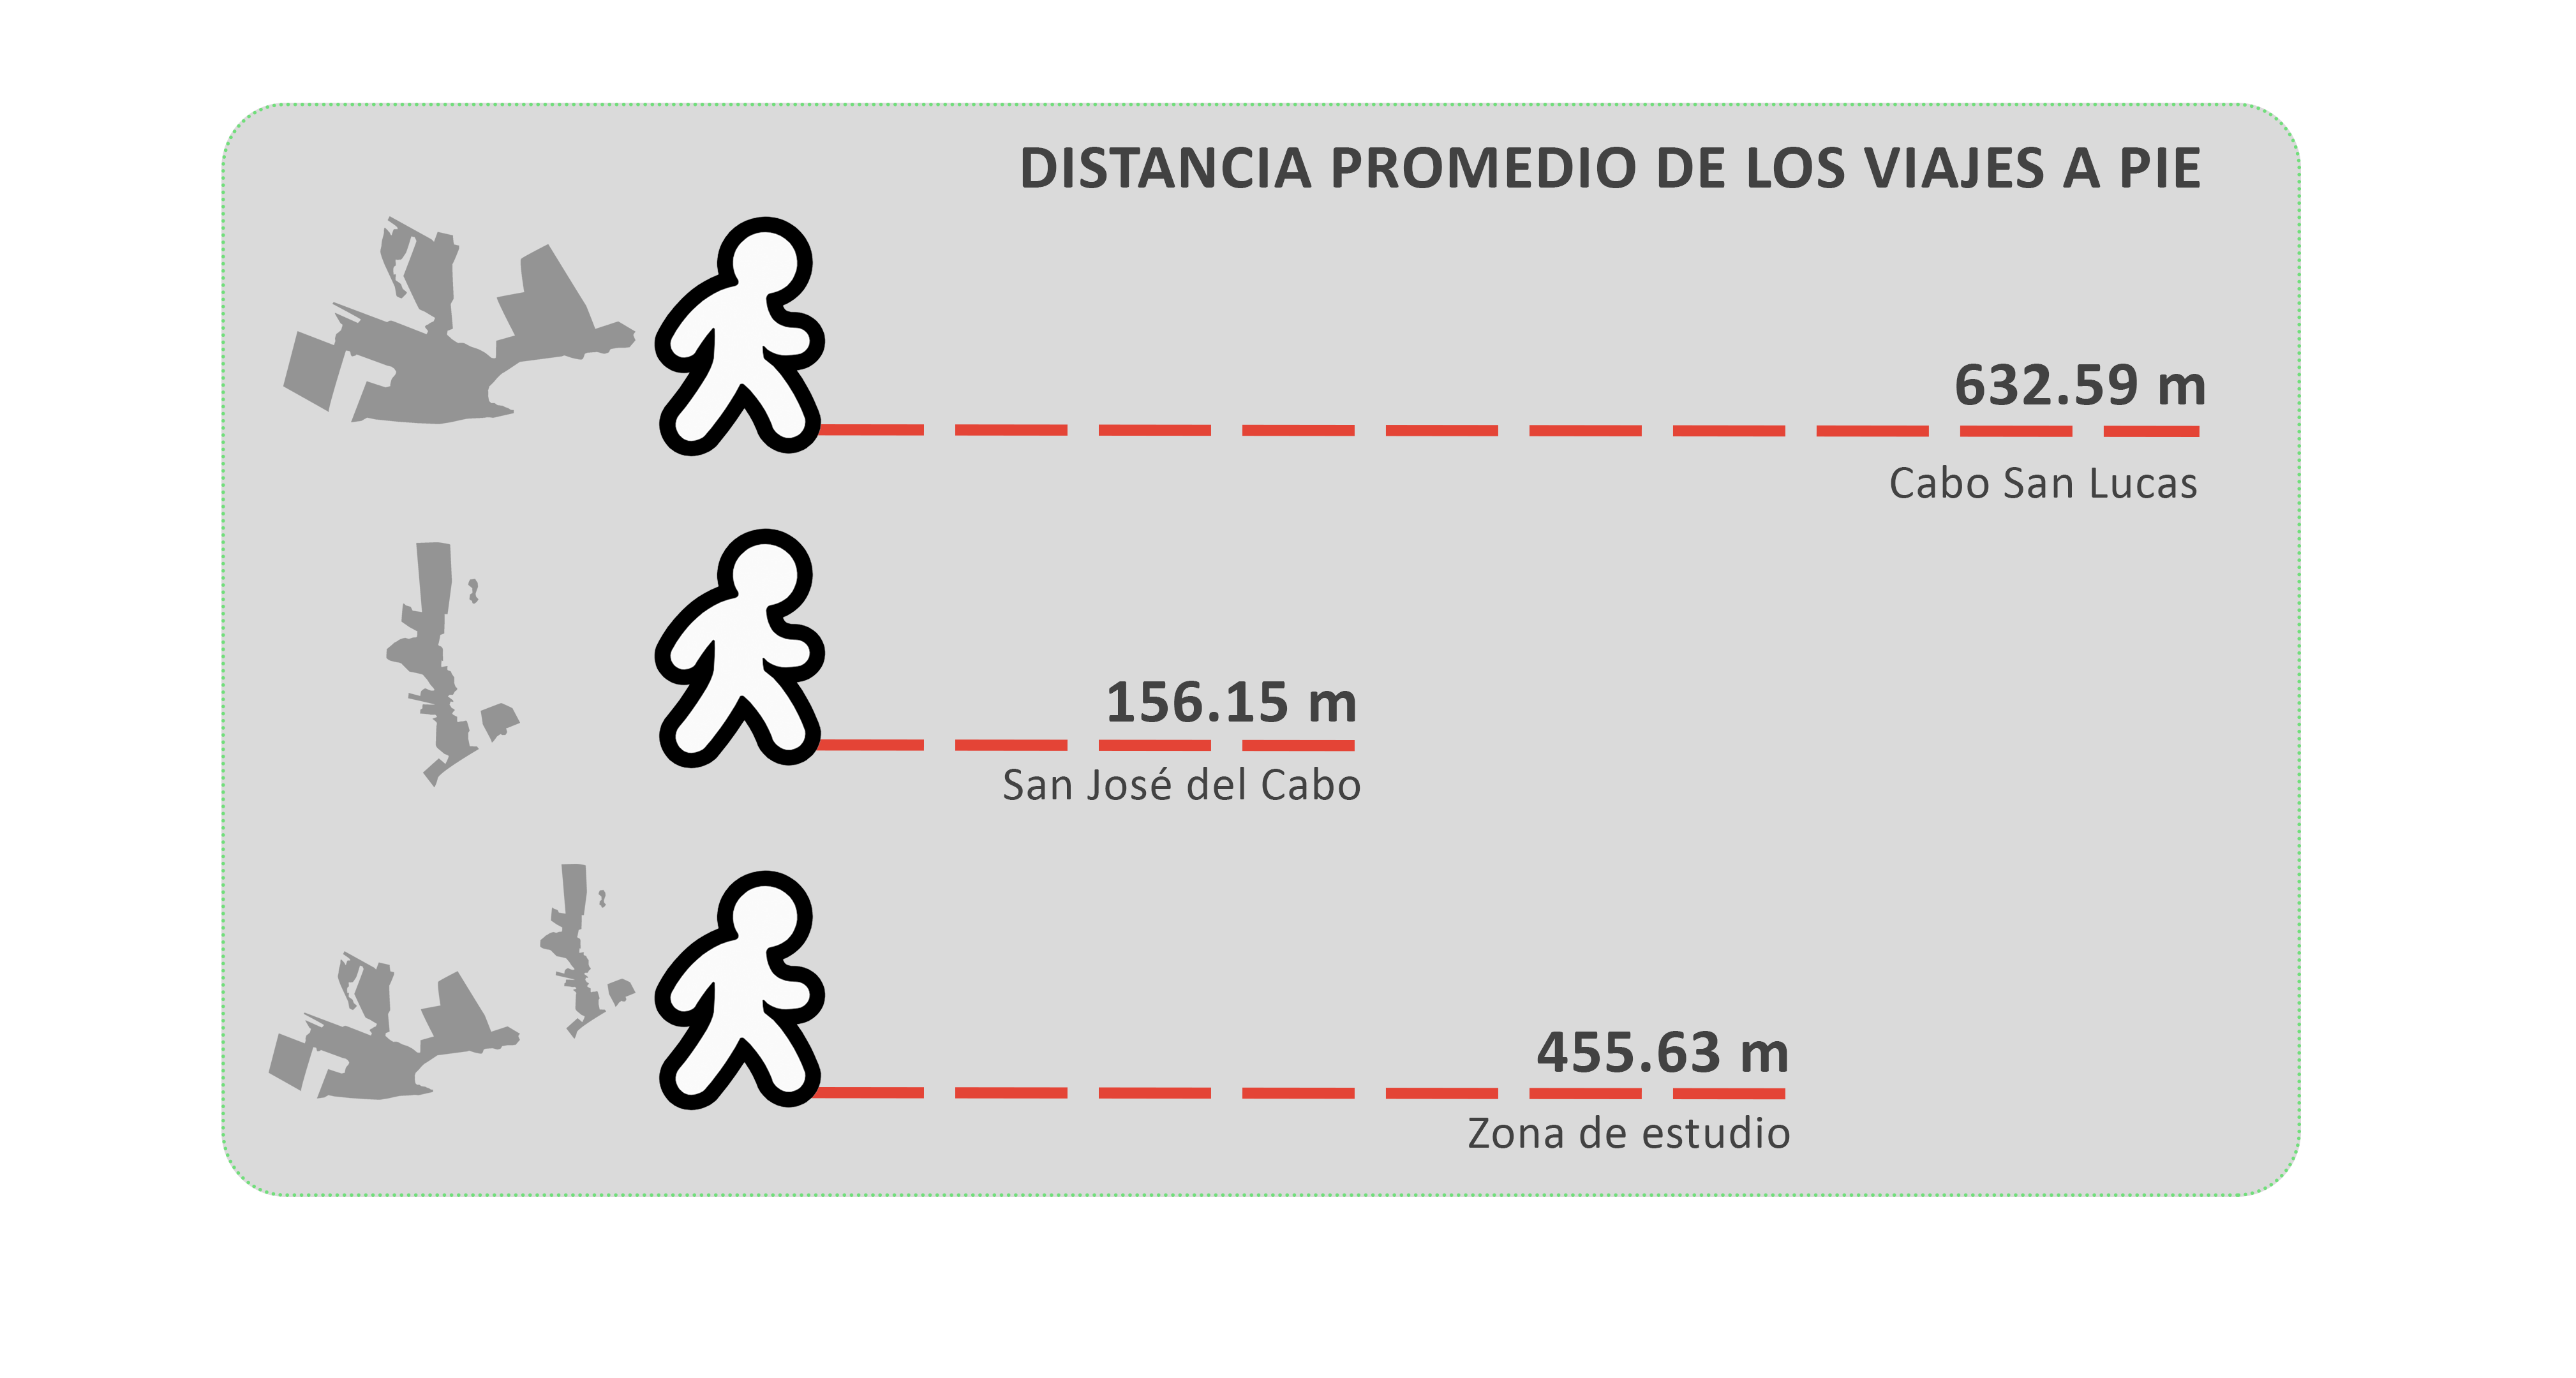 DISTANCIA PROMEDIO DE LOS VIAJES A PIE
632.59 m
Cabo San Lucas
156.15 m
San José del Cabo
455.63 m
Zona de estudio